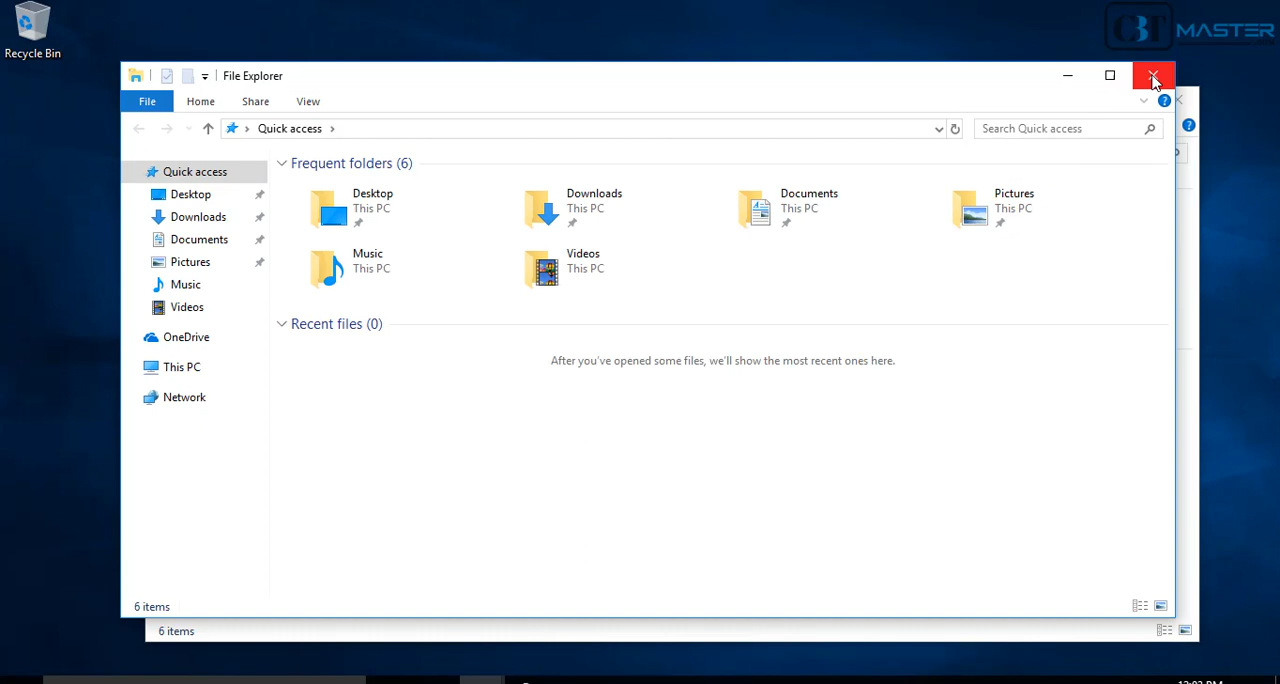 Recycle Bin
CBT MASTER
File Explorer
File Home Share View
Quick access
Search Quick access
Quick access
Desktop
Downloads
Documents
Pictures
Music
Videos
OneDrive
This PC
Network
Frequent folders (6)
Desktop
This PC
Downloads
This PC
Documents
This PC
Pictures
This PC
Music
This PC
Videos
This PC
Recent files (0)
After you've opened some files, we'll show the most recent ones here.
6 items
6 items